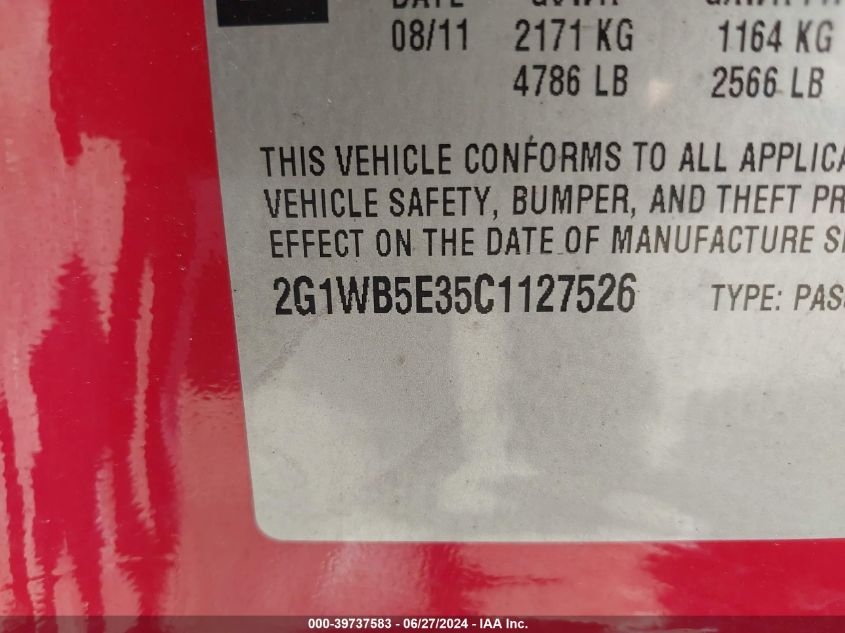 08/11 2171 KG 1164 KG
4786 LB 2566 LB
THIS VEHICLE CONFORMS TO ALL APPLICA
VEHICLE SAFETY, BUMPER, AND THEFT PR
EFFECT ON THE DATE OF MANUFACTURE S
2G1WB5E35C1127526 TYPE: PAS
000-39737583 / 06/27/2024 - IAA Inc.